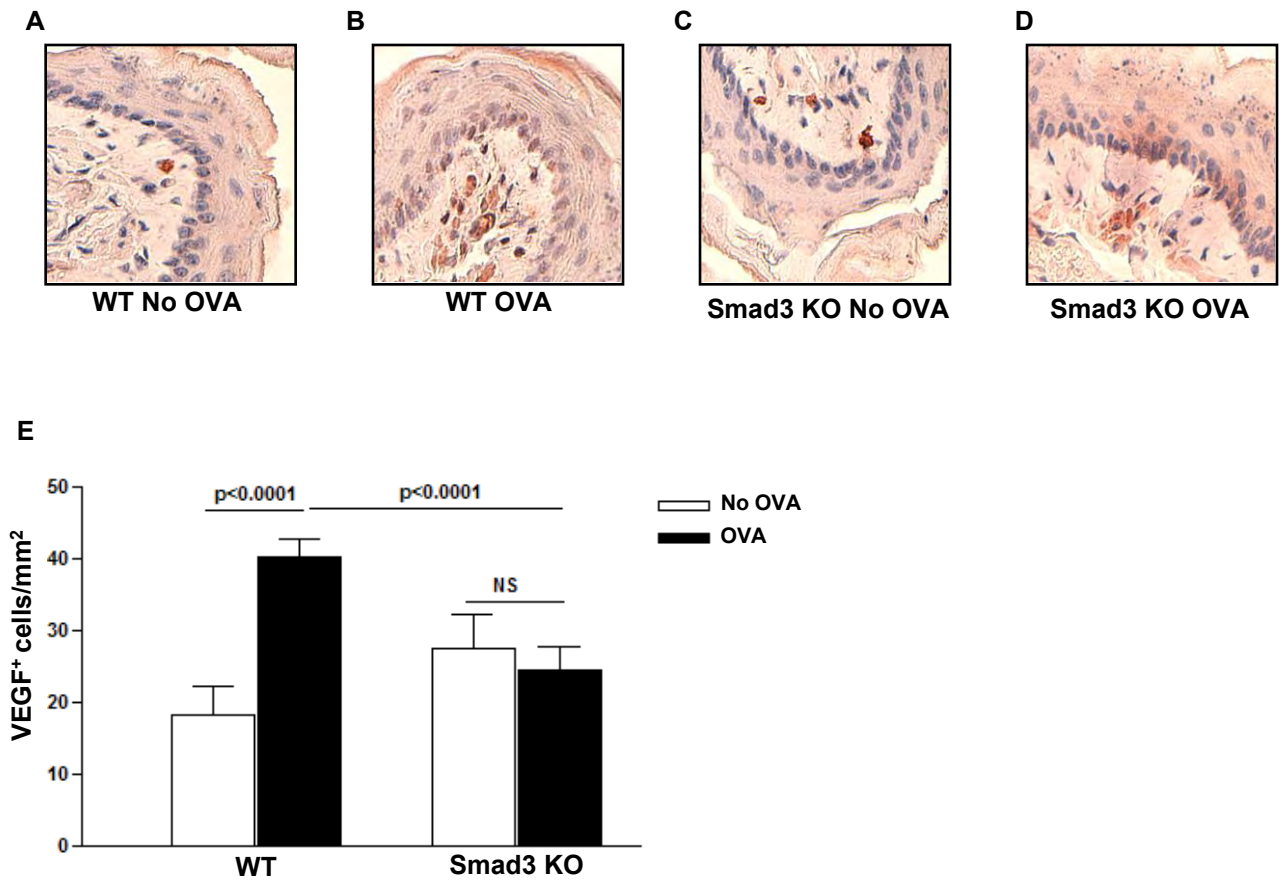 A
B
C
D
WT No OVA
WT OVA
Smad3 KO No OVA
Smad3 KO OVA
E
VEGF⁺ cells/mm²
50
40
30
20
10
0
p<0.0001
p<0.0001
NS
No OVA
OVA
WT
Smad3 KO